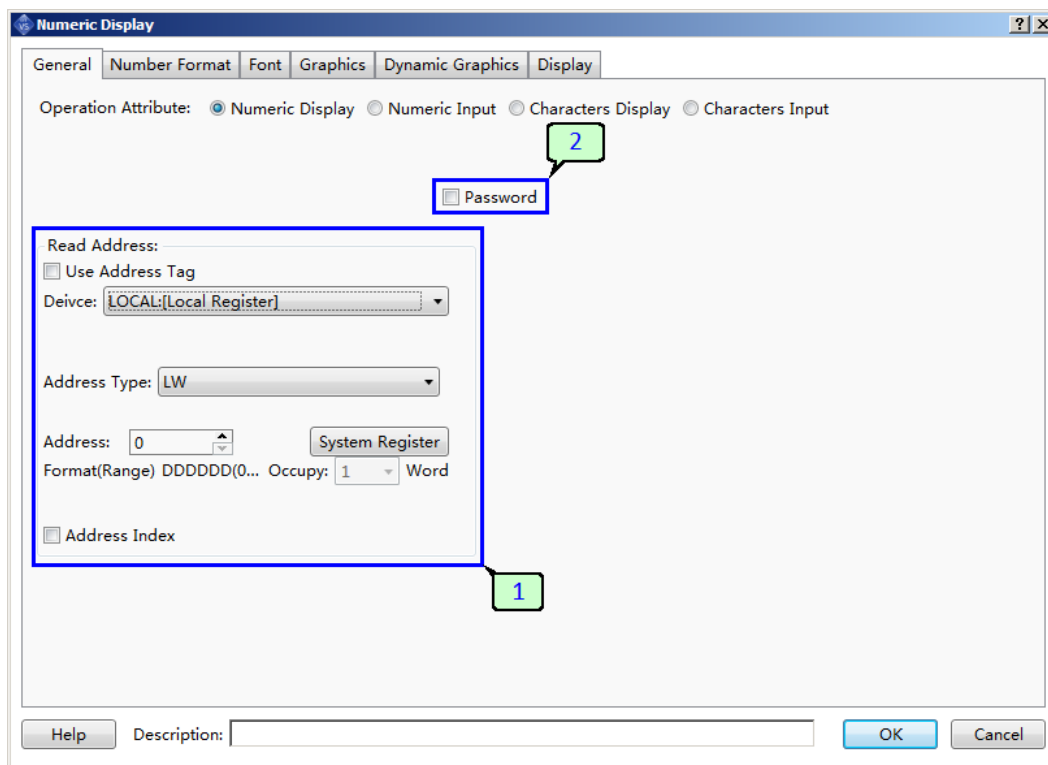 VS Numeric Display ? X
General Number Format Font Graphics Dynamic Graphics Display
Operation Attribute: Numeric Display Numeric Input Characters Display Characters Input
2
Password
Read Address:
Use Address Tag
Deivce: LOCAL:[Local Register]
Address Type: LW
Address: 0 System Register
Format(Range) DDDDDD(0... Occupy: 1 Word
Address Index
1
Help Description: OK Cancel